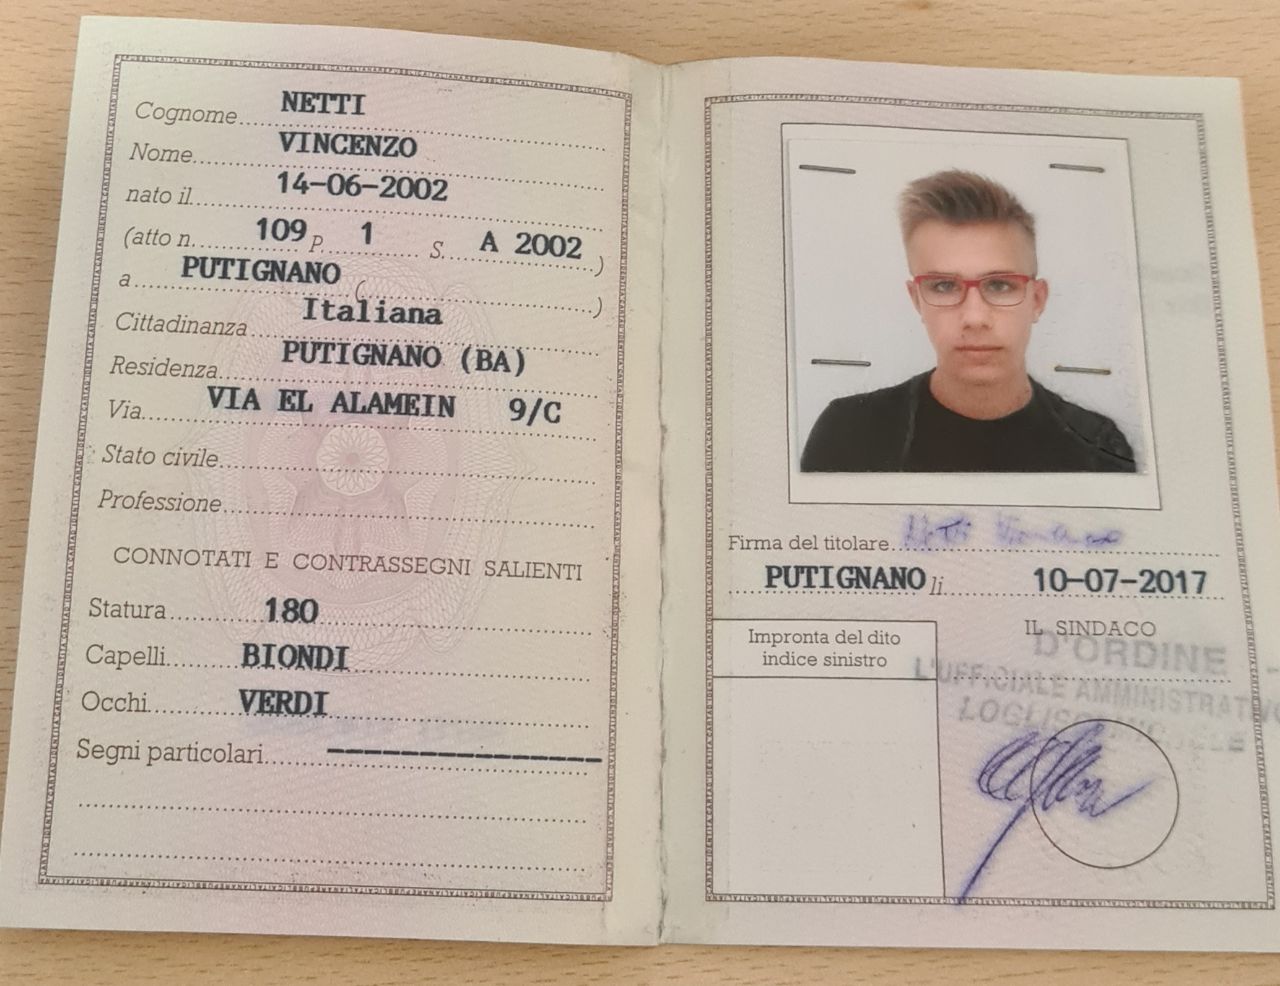 Cognome NETTI
Nome VINCENZO
nato il 14-06-2002
(atto n. 109 P. 1 S. A 2002 )
a PUTIGNANO ( )
Cittadinanza Italiana
Residenza PUTIGNANO (BA)
Via VIA EL ALAMEIN 9/C
Stato civile
Professione
CONNOTATI E CONTRASSEGNI SALIENTI
Statura 180
Capelli BIONDI
Occhi VERDI
Segni particolari ----------------
Firma del titolare Netti Vincenzo
PUTIGNANO li 10-07-2017
IL SINDACO
Impronta del dito
indice sinistro
D'ORDINE
L'UFFICIALE AMMINISTRATIVO